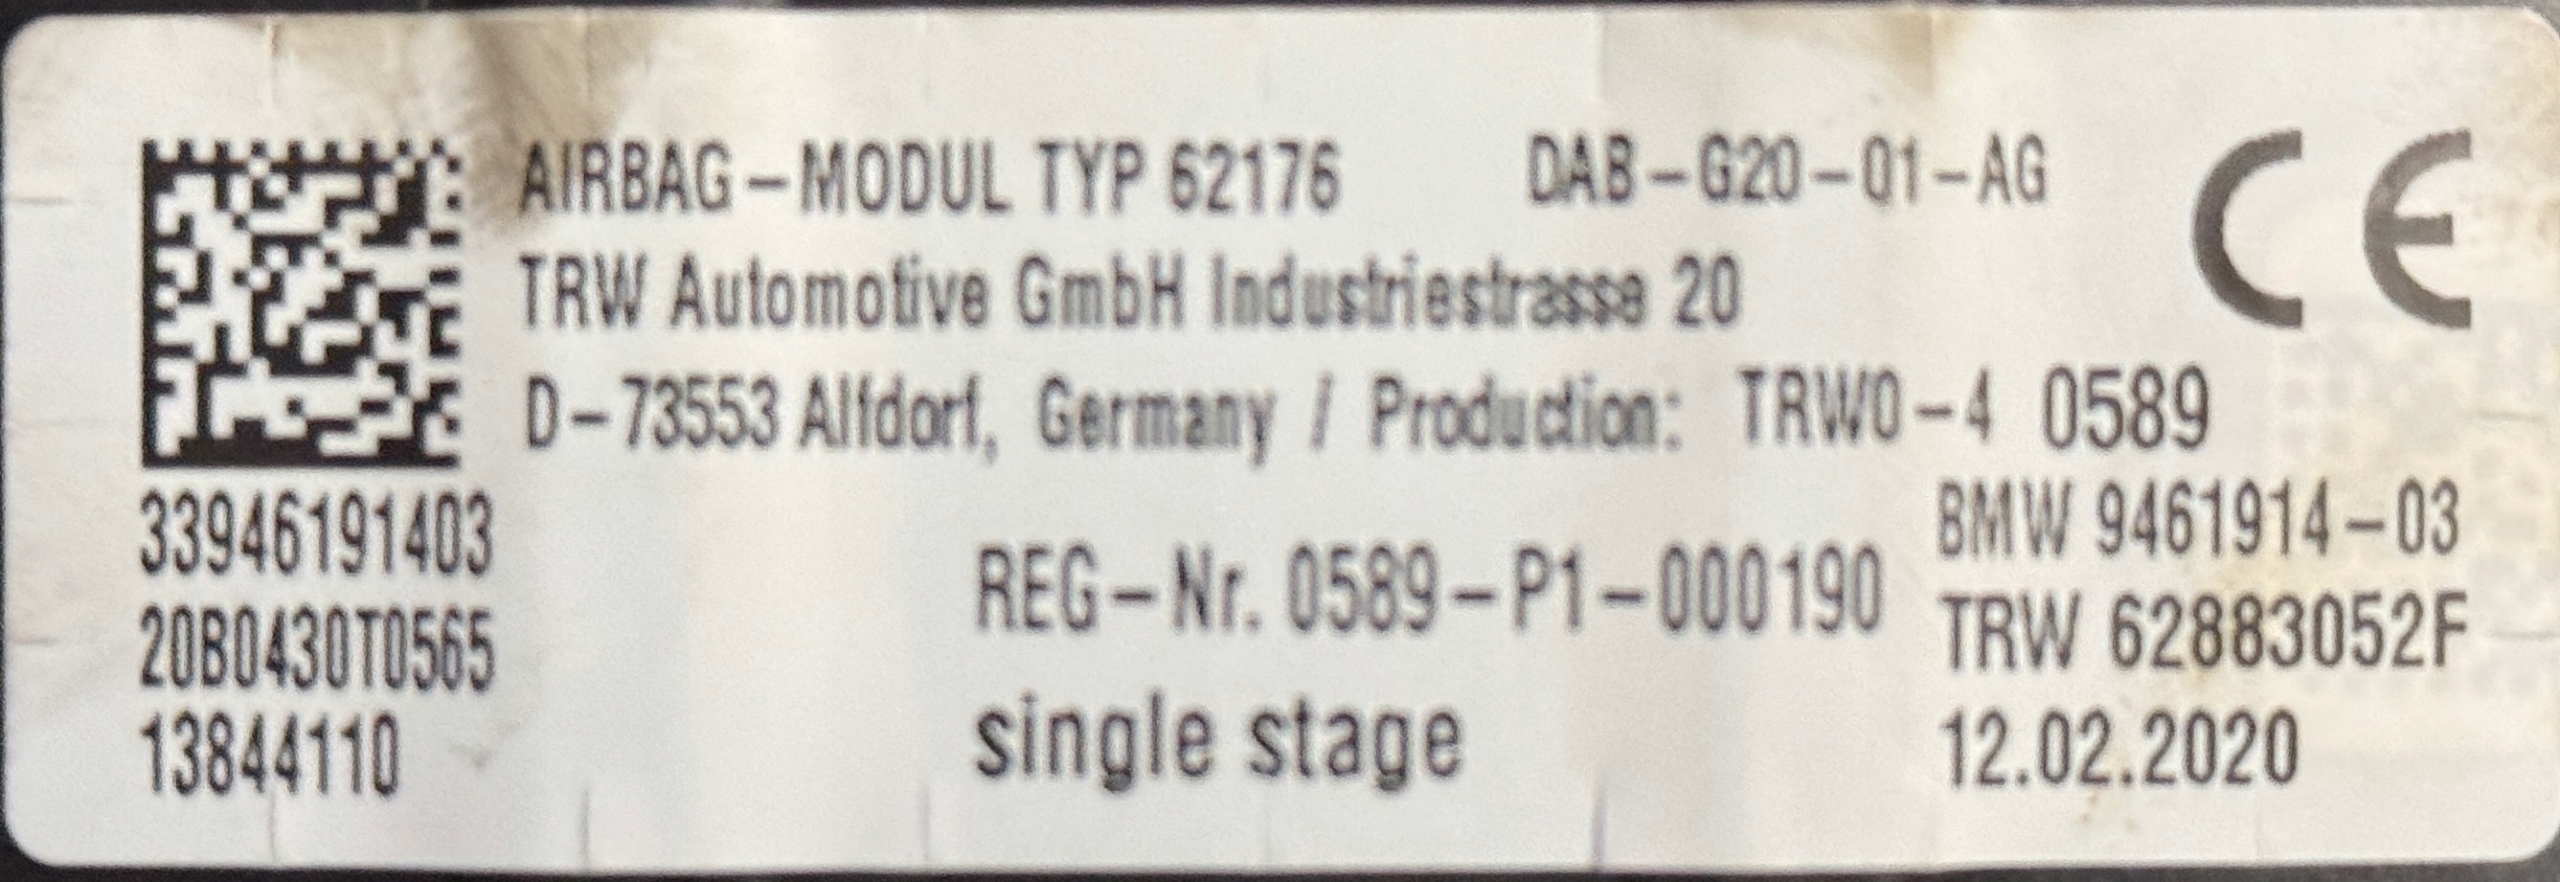 AIRBAG-MODUL TYP 62176 DAB-G20-Q1-AG CE
TRW Automotive GmbH Industriestrasse 20
D-73553 Alfdorf, Germany / Production: TRW0-4 0589
33946191403
20B0430T0565
13844110
REG-Nr. 0589-P1-000190
single stage
BMW 9461914-03
TRW 62883052F
12.02.2020